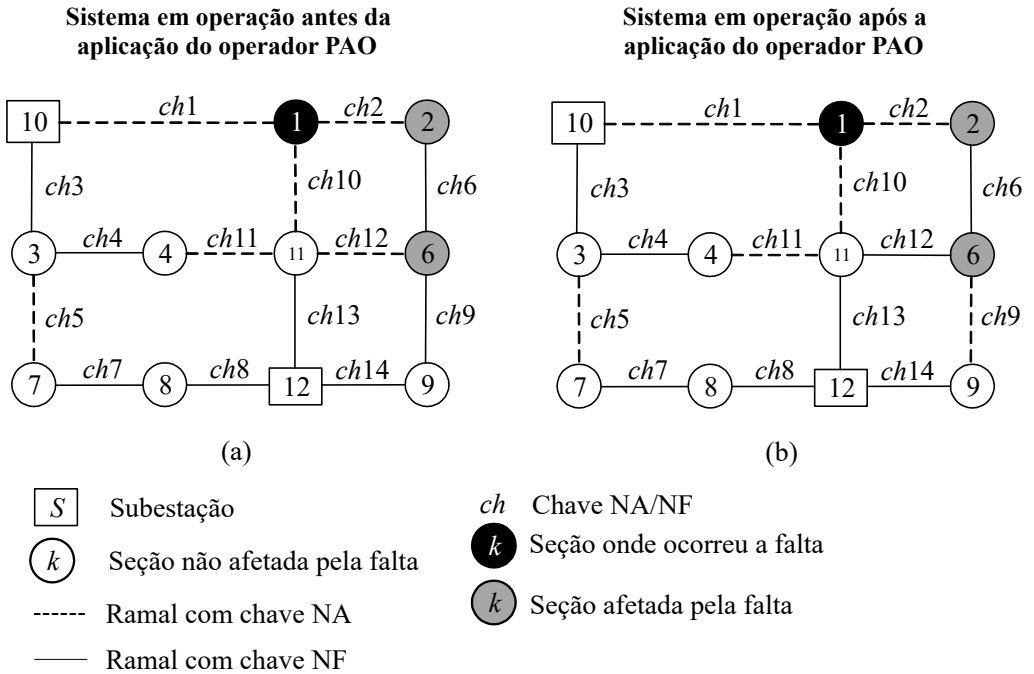 Sistema em operação antes da
aplicação do operador PAO
10
ch1
1
ch2
2
ch3
ch10
ch6
3
ch4
4
ch11
11
ch12
6
ch5
ch13
ch9
7
ch7
8
ch8
12
ch14
9
(a)
Sistema em operação após a
aplicação do operador PAO
10
ch1
1
ch2
2
ch3
ch10
ch6
3
ch4
4
ch11
11
ch12
6
ch5
ch13
ch9
7
ch7
8
ch8
12
ch14
9
(b)
S Subestação
k Seção não afetada pela falta
Ramal com chave NA
Ramal com chave NF
ch Chave NA/NF
k Seção onde ocorreu a falta
k Seção afetada pela falta